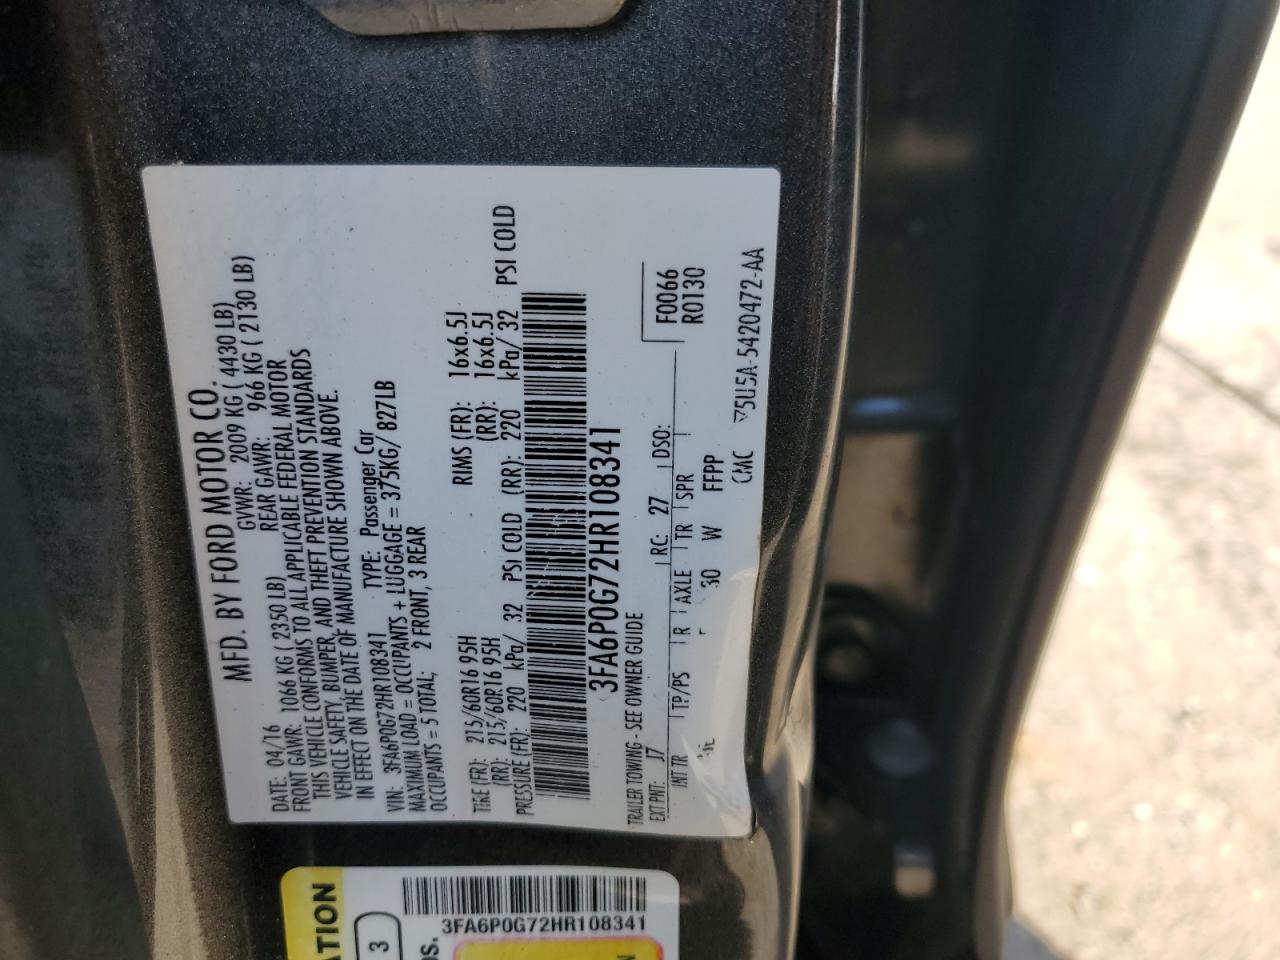 MFD. BY FORD MOTOR CO.
DATE: 04/16 GVWR: 2009 KG ( 4430 LB)
FRONT GAWR: 1066 KG ( 2350 LB) REAR GAWR: 966 KG ( 2130 LB)
THIS VEHICLE CONFORMS TO ALL APPLICABLE FEDERAL MOTOR
VEHICLE SAFETY, BUMPER, AND THEFT PREVENTION STANDARDS
IN EFFECT ON THE DATE OF MANUFACTURE SHOWN ABOVE.
VIN: 3FA6P0G72HR108341 TYPE: Passenger Car
MAXIMUM LOAD = OCCUPANTS + LUGGAGE = 375KG/ 827LB
OCCUPANTS = 5 TOTAL; 2 FRONT, 3 REAR
TIRE (FR): 215/60R16 95H RIMS (FR): 16x6.5J
(RR): 215/60R16 95H (RR): 16x6.5J
PRESSURE (FR): 220 kPa/ 32 PSI COLD (RR): 220 kPa/ 32 PSI COLD
3FA6P0G72HR108341
TRAILER TOWING - SEE OWNER GUIDE
F0066
R0130
EXT PNT: J7 RC: 27 DSO:
INT TR TP/PS R AXLE TR SPR
30 W FFPP
CMC 5U5A-5420472-AA
3FA6P0G72HR108341
3